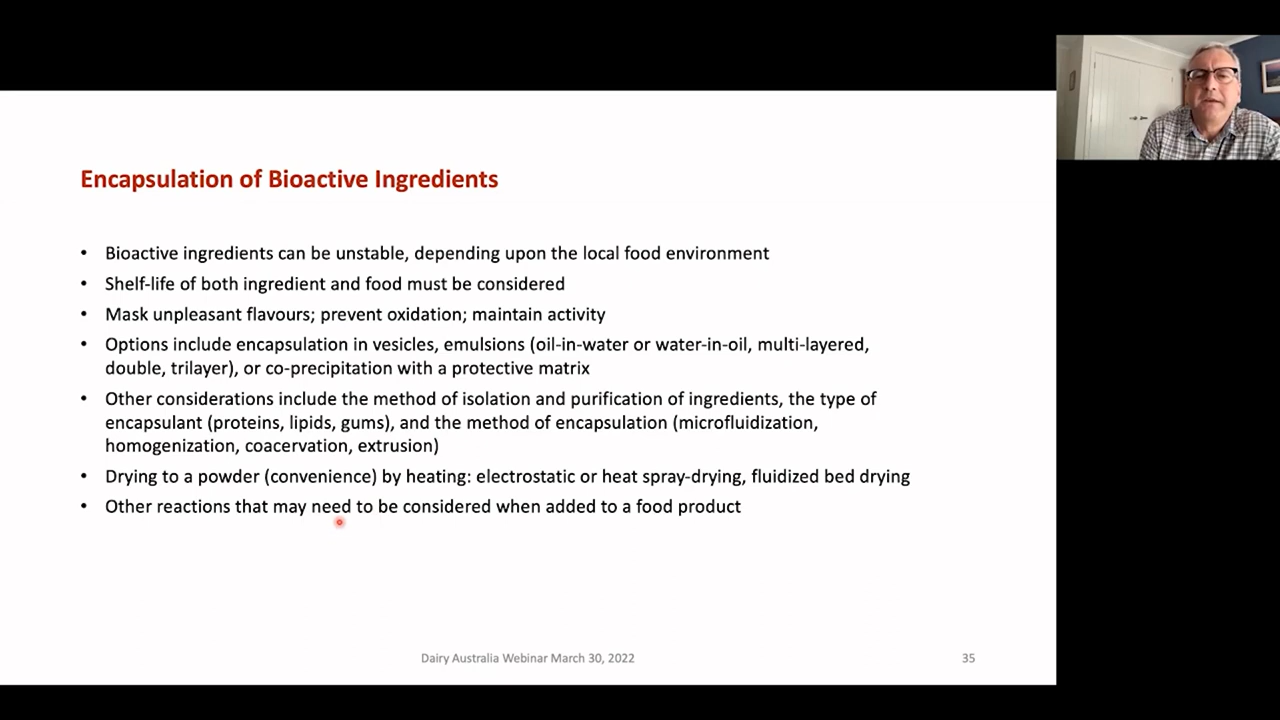 Encapsulation of Bioactive Ingredients
• Bioactive ingredients can be unstable, depending upon the local food environment
• Shelf-life of both ingredient and food must be considered
• Mask unpleasant flavours; prevent oxidation; maintain activity
• Options include encapsulation in vesicles, emulsions (oil-in-water or water-in-oil, multi-layered,
double, trilayer), or co-precipitation with a protective matrix
• Other considerations include the method of isolation and purification of ingredients, the type of
encapsulant (proteins, lipids, gums), and the method of encapsulation (microfluidization,
homogenization, coacervation, extrusion)
• Drying to a powder (convenience) by heating: electrostatic or heat spray-drying, fluidized bed drying
• Other reactions that may need to be considered when added to a food product
Dairy Australia Webinar March 30, 2022
35